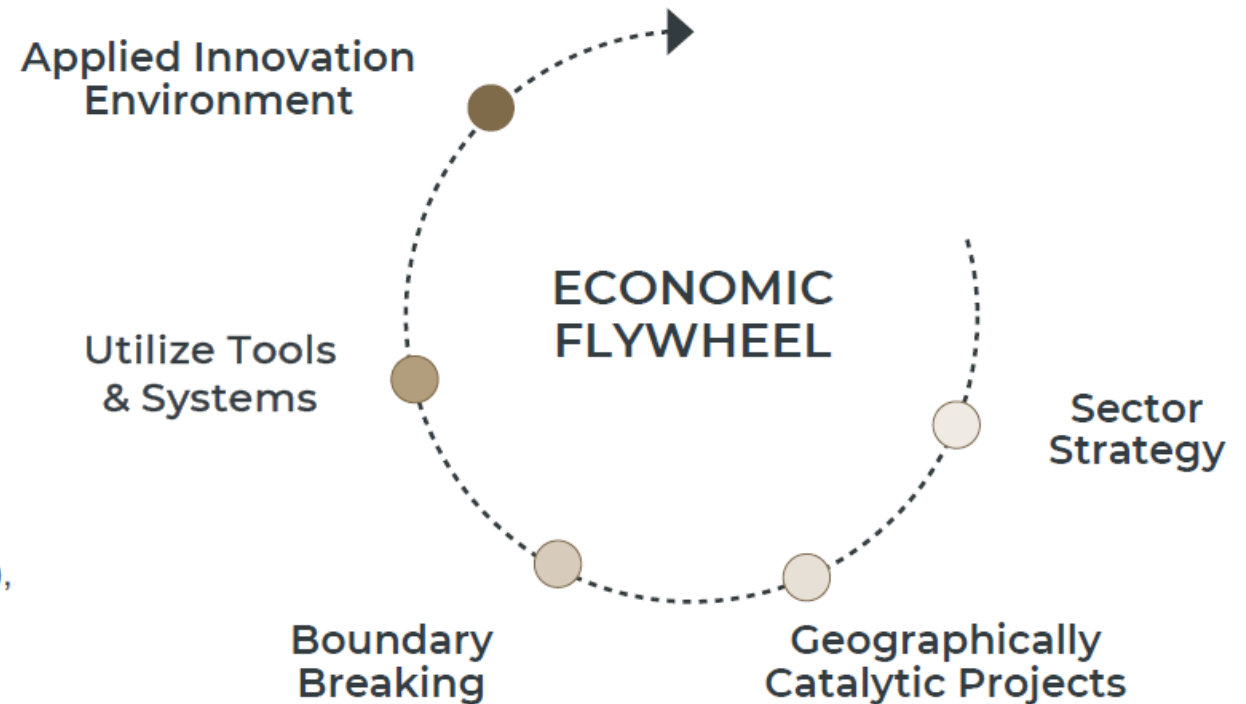 Applied Innovation
Environment
ECONOMIC
FLYWHEEL
Utilize Tools
& Systems
Sector
Strategy
,
Boundary
Breaking
Geographically
Catalytic Projects